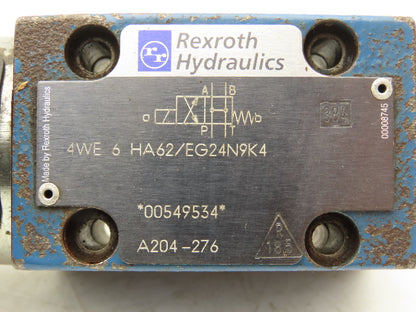 Rexroth
Hydraulics
Made by Rexroth Hydraulics
A B
a
b
P T
00008745
4WE 6 HA62/EG24N9K4
*00549534*
A204-276